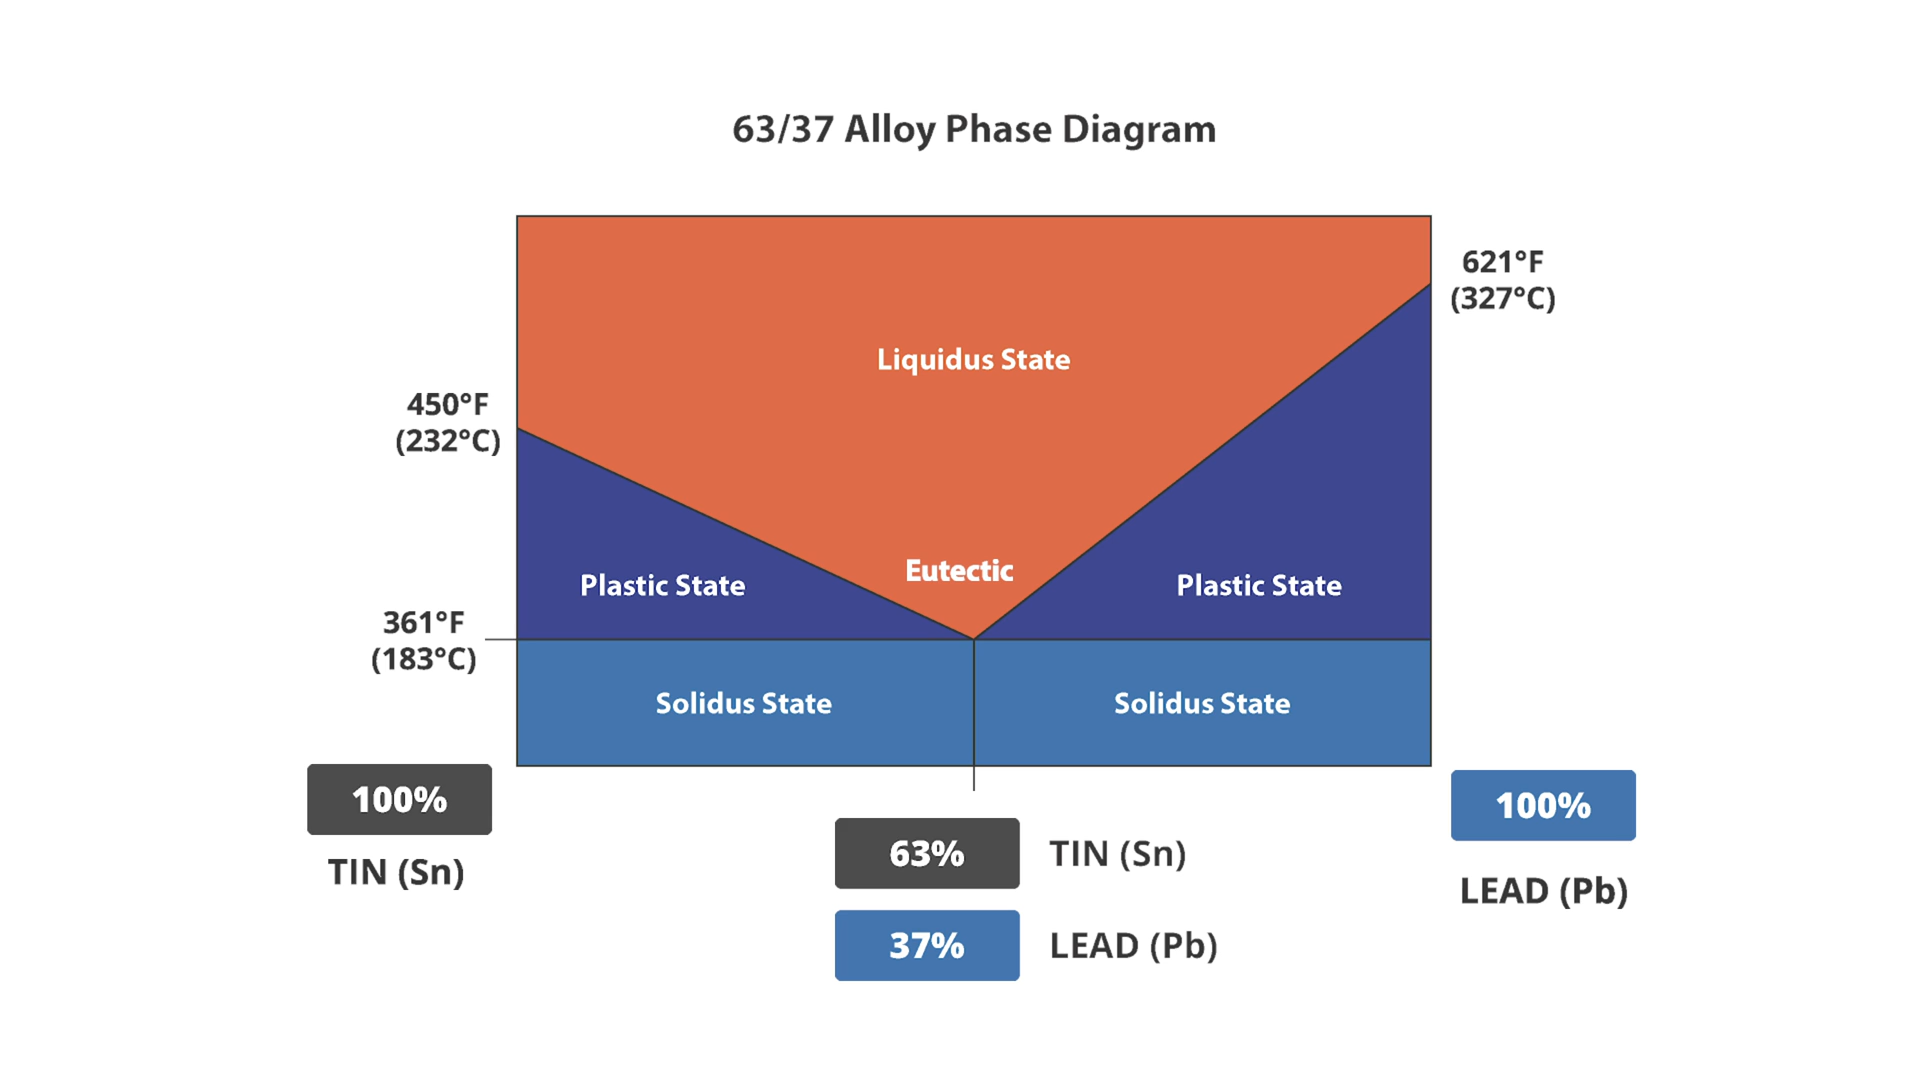 63/37 Alloy Phase Diagram
621°F
(327°C)
Liquidus State
450°F
(232°C)
Eutectic
Plastic State
Plastic State
361°F
(183°C)
Solidus State
Solidus State
100%
TIN (Sn)
63%
TIN (Sn)
37%
LEAD (Pb)
100%
LEAD (Pb)